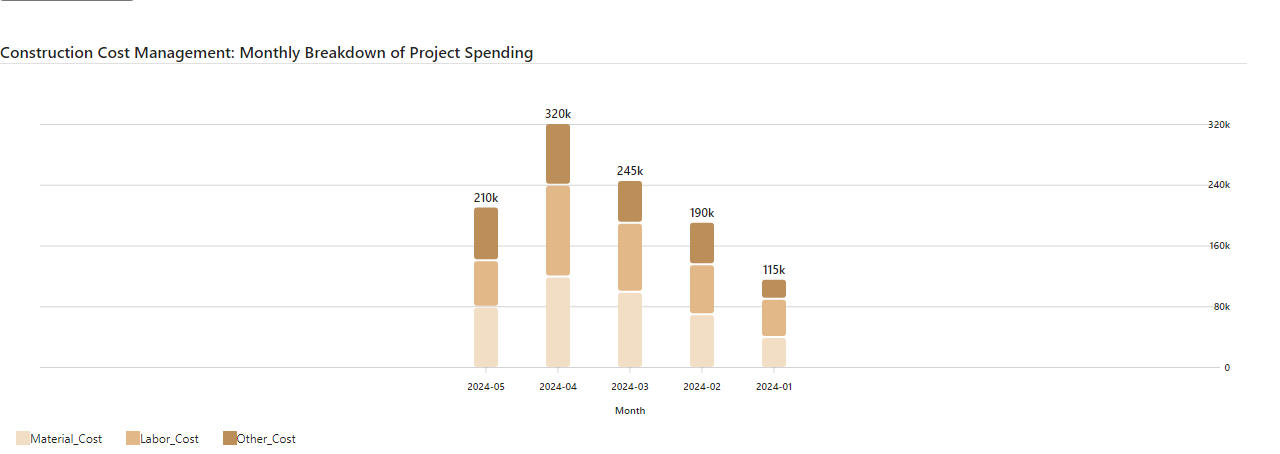 Construction Cost Management: Monthly Breakdown of Project Spending
320k
245k
210k
190k
115k
320k
240k
160k
80k
0
2024-05 2024-04 2024-03 2024-02 2024-01
Month
Material_Cost Labor_Cost Other_Cost